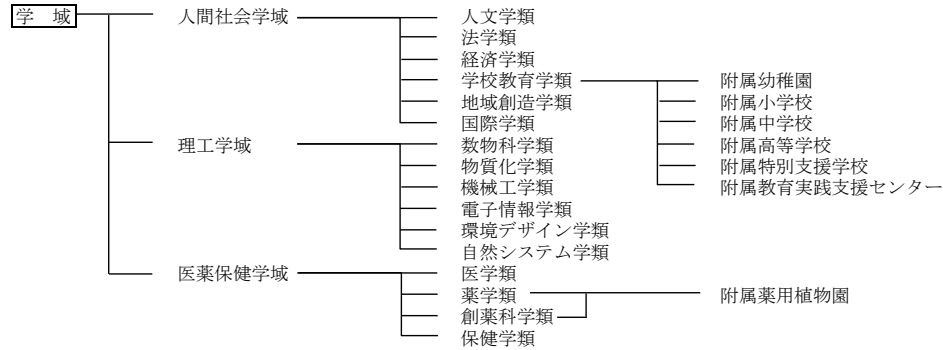 学　域
人間社会学域
人文学類
法学類
経済学類
学校教育学類
附属幼稚園
地域創造学類
附属小学校
国際学類
附属中学校
理工学域
数物科学類
附属高等学校
物質化学類
附属特別支援学校
機械工学類
附属教育実践支援センター
電子情報学類
環境デザイン学類
自然システム学類
医薬保健学域
医学類
薬学類
附属薬用植物園
創薬科学類
保健学類